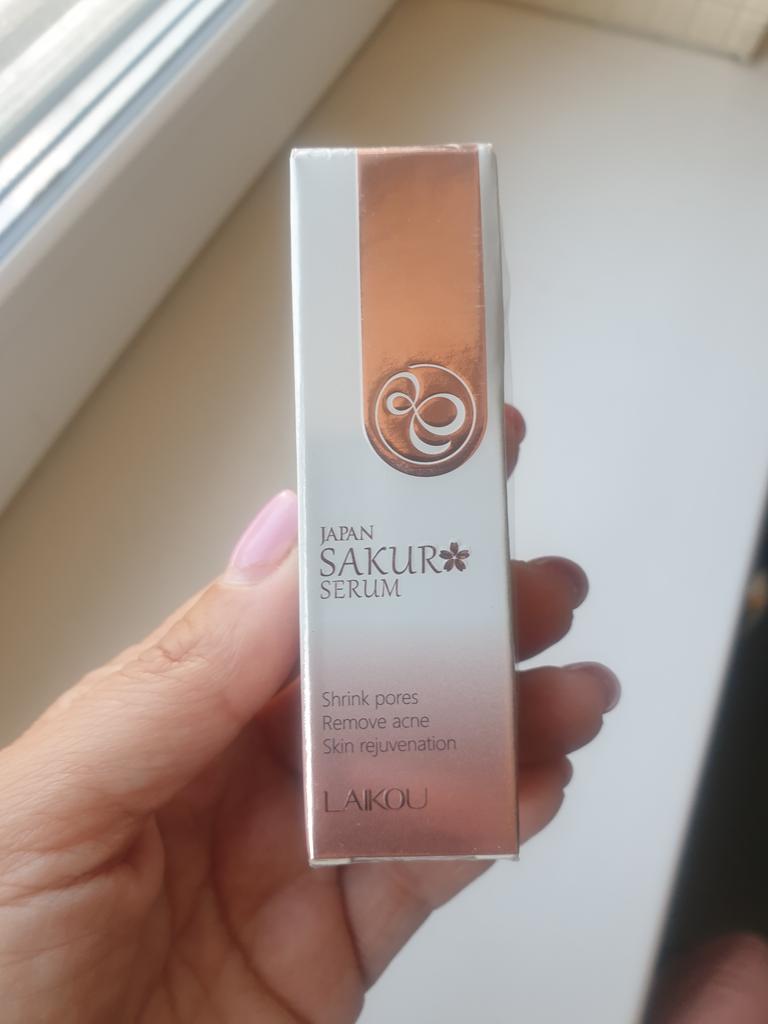 JAPAN
SAKUR
SERUM
Shrink pores
Remove acne
Skin rejuvenation
LAIKOU